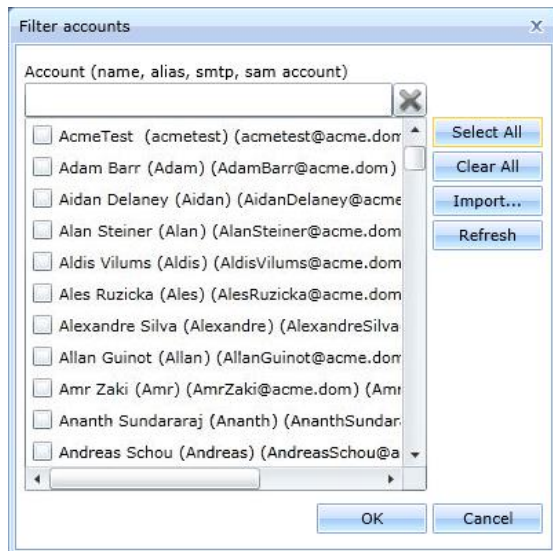 Filter accounts
Account (name, alias, smtp, sam account)
AcmeTest (acmetest) (acmetest@acme.dom
Adam Barr (Adam) (AdamBarr@acme.dom)
Aidan Delaney (Aidan) (AidanDelaney@acme
Alan Steiner (Alan) (AlanSteiner@acme.dom
Aldis Vilums (Aldis) (AldisVilums@acme.dom
Ales Ruzicka (Ales) (AlesRuzicka@acme.dom
Alexandre Silva (Alexandre) (AlexandreSilva
Allan Guinot (Allan) (AllanGuinot@acme.dom
Amr Zaki (Amr) (AmrZaki@acme.dom) (Amr
Ananth Sundararaj (Ananth) (AnanthSundar
Andreas Schou (Andreas) (AndreasSchou@a
Select All
Clear All
Import...
Refresh
OK
Cancel